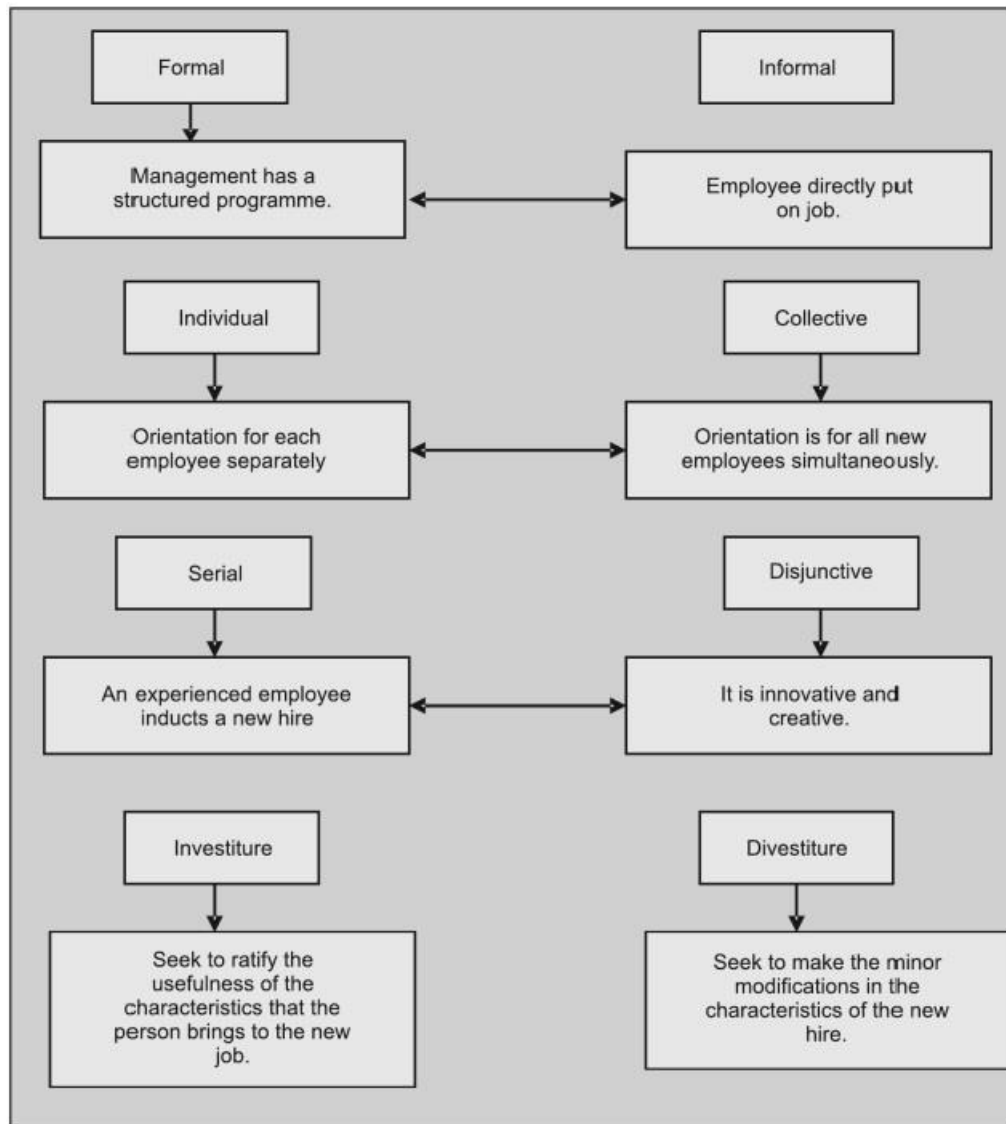 Formal
Informal
Management has a
structured programme.
Employee directly put
on job.
Individual
Collective
Orientation for each
employee separately
Orientation is for all new
employees simultaneously.
Serial
Disjunctive
An experienced employee
inducts a new hire
It is innovative and
creative.
Investiture
Divestiture
Seek to ratify the
usefulness of the
characteristics that the
person brings to the new
job.
Seek to make the minor
modifications in the
characteristics of the new
hire.